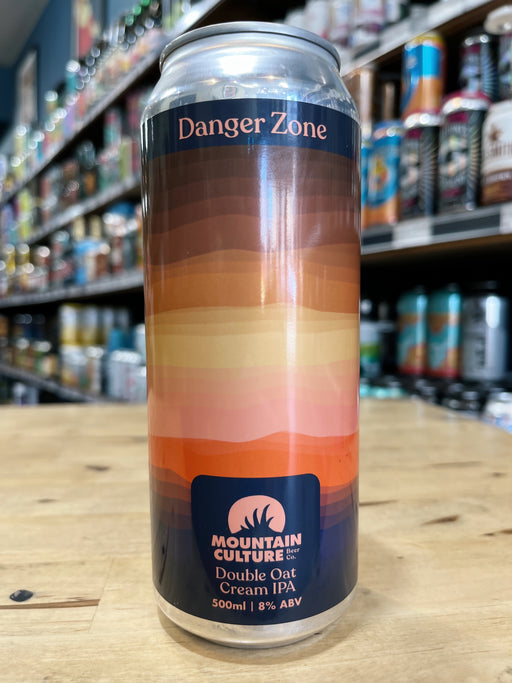 Danger Zone
MOUNTAIN
CULTURE Beer Co.
Double Oat
Cream IPA
500ml | 8% ABV